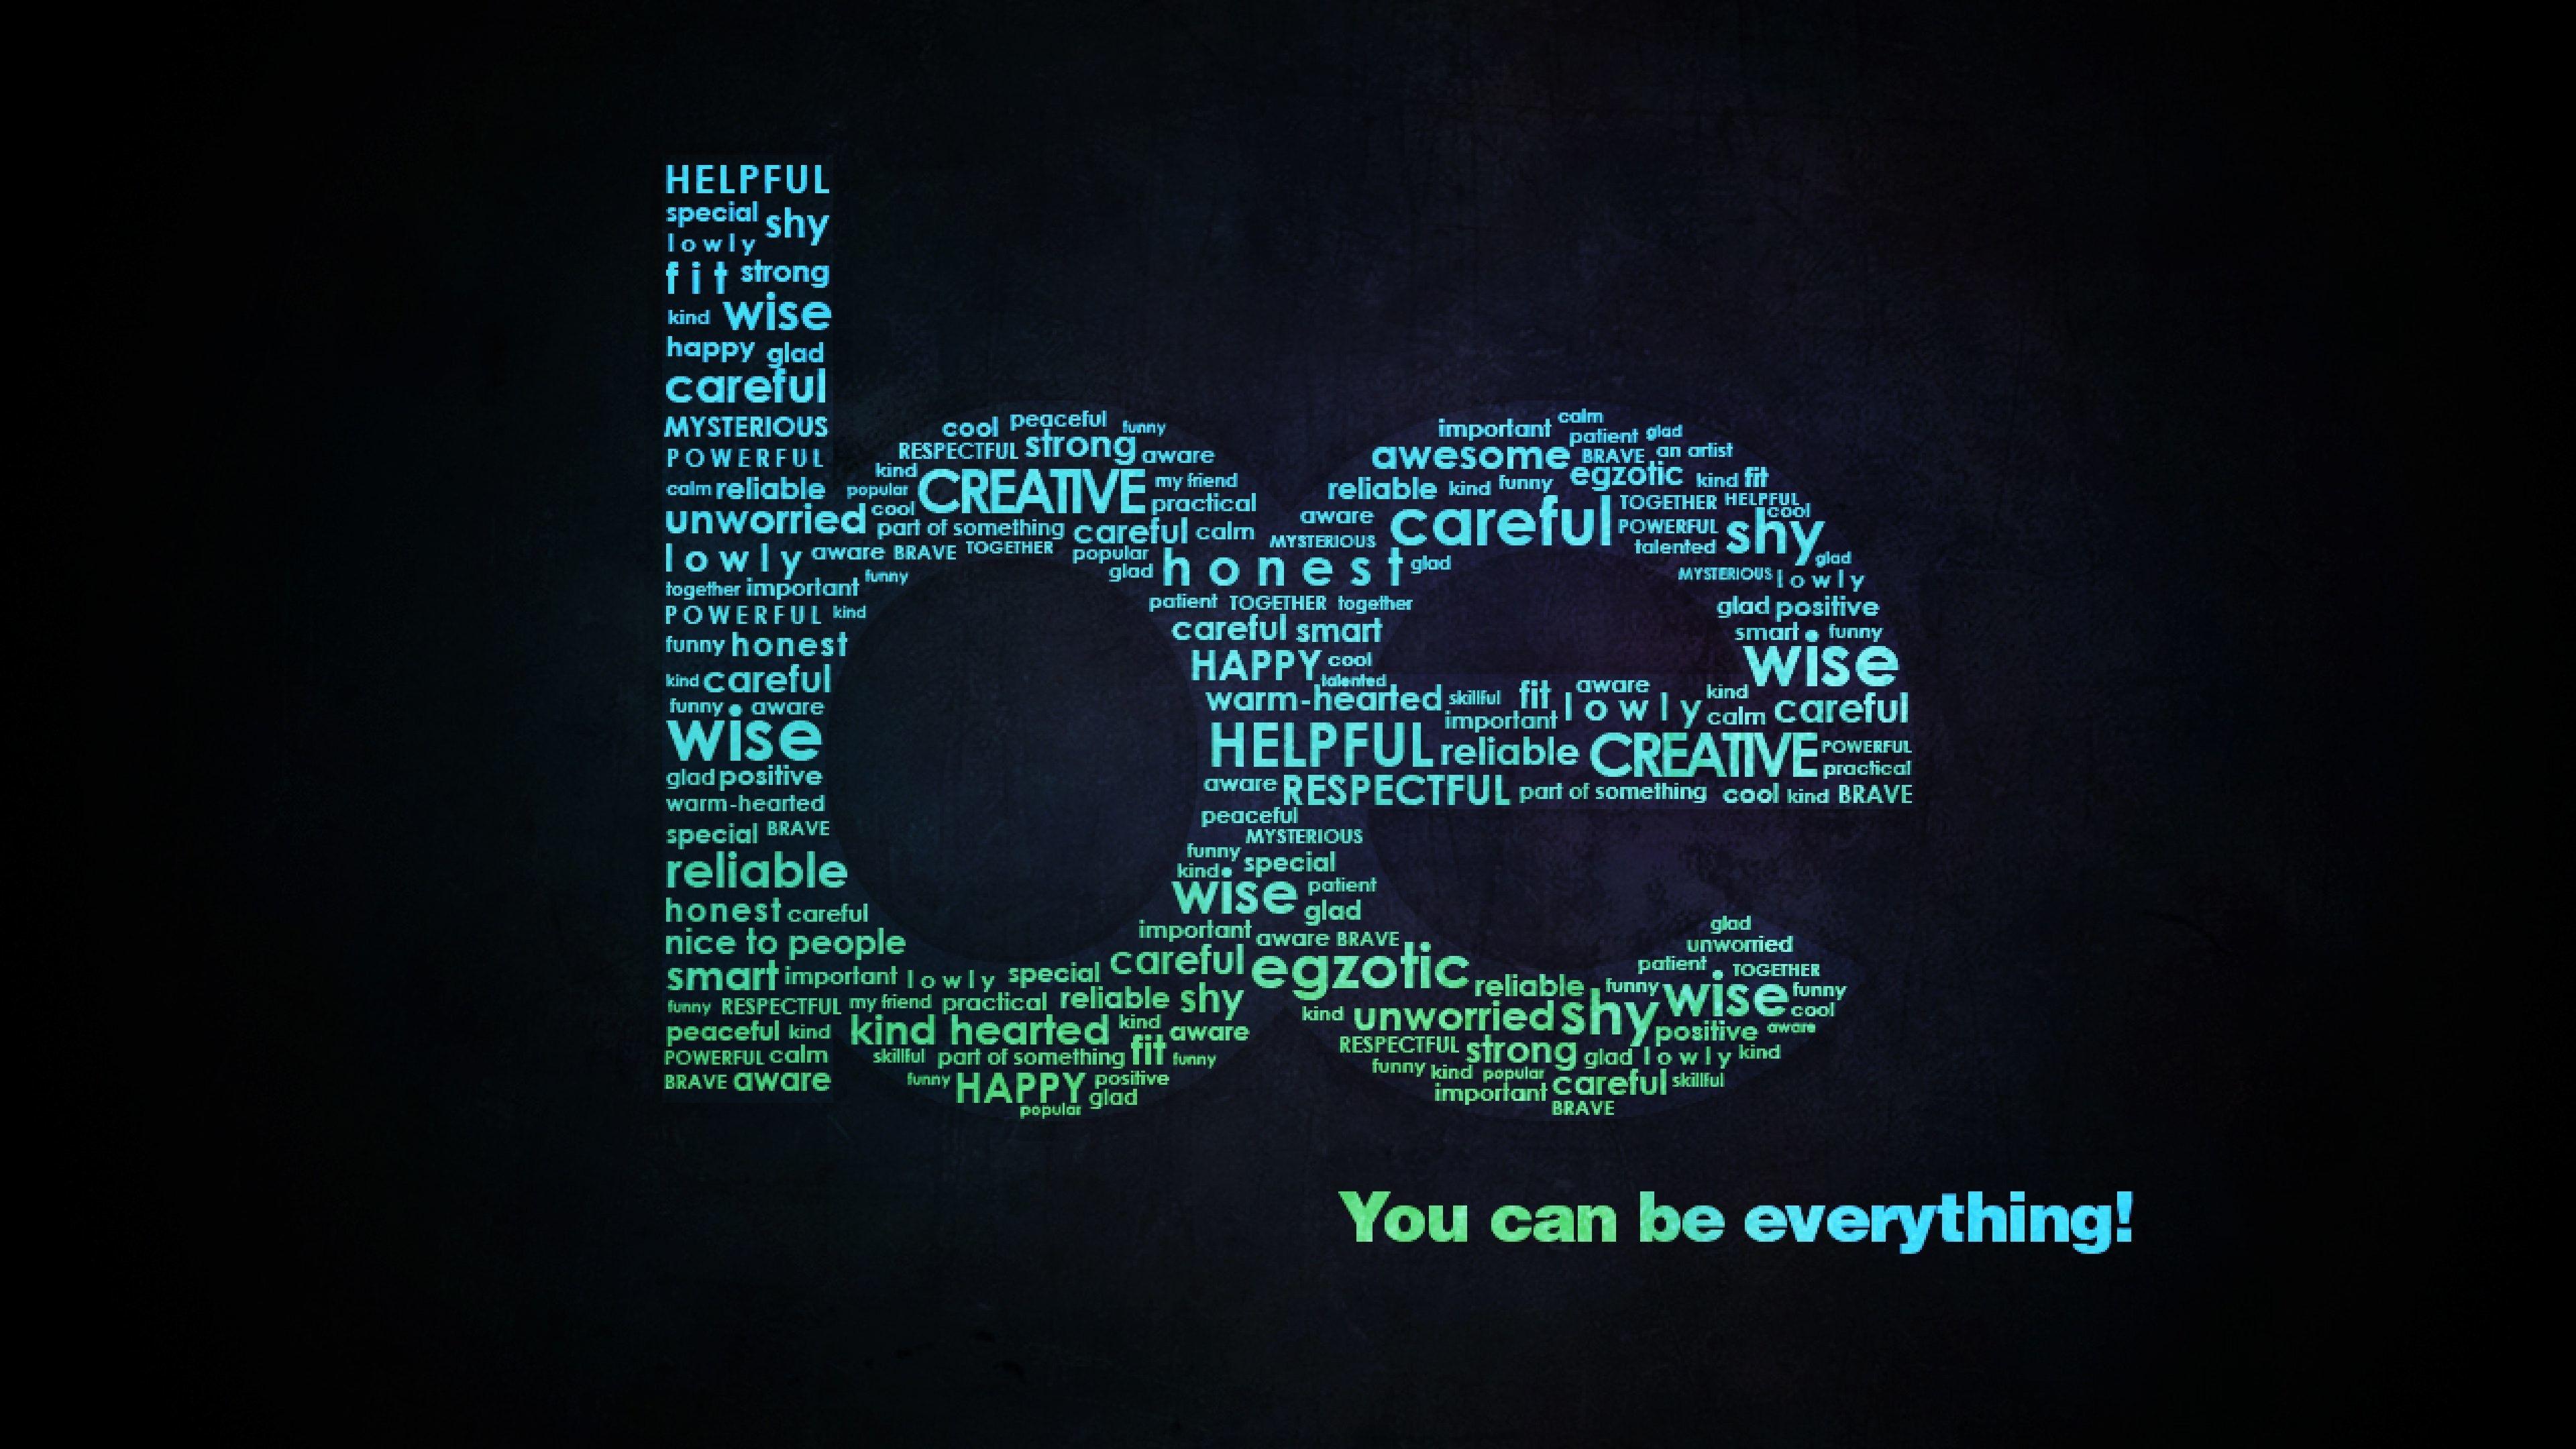 HELPFUL
special shy
lowly
fit strong
kind wise
happy glad
careful
MYSTERIOUS
POWERFUL
calm reliable
unworried
lowly aware BRAVE TOGETHER
together important funny
POWERFUL kind
funny honest
kind careful
funny aware
wise
glad positive
warm-hearted
special BRAVE
reliable
honest careful
nice to people
smart important lowly special careful
funny RESPECTFUL my friend practical reliable shy
peaceful kind kind hearted kind aware
POWERFUL calm skillful part of something fit funny
BRAVE aware funny HAPPY positive
popular glad
cool peaceful funny
RESPECTFUL strong aware
kind CREATIVE my friend
popular practical
cool part of something careful calm
popular glad honest glad
patient TOGETHER together
careful smart
HAPPY cool
talented
warm-hearted skillful fit aware lowly kind calm careful
important
HELPFUL reliable CREATIVE POWERFUL
practical
aware RESPECTFUL part of something cool kind BRAVE
peaceful
MYSTERIOUS
funny special
kind
wise patient
glad
important aware BRAVE
important calm
patient glad
awesome BRAVE an artist
reliable kind funny egzotic kind fit
aware careful TOGETHER HELPFUL
cool
MYSTERIOUS POWERFUL shy
talented glad
MYSTERIOUS lowly
glad positive
smart funny
wise
glad
unworried
patient TOGETHER
egzotic reliable funny wise funny
kind unworried shy cool
positive aware
RESPECTFUL strong glad lowly kind
funny kind popular careful skillful
important
BRAVE
You can be everything!